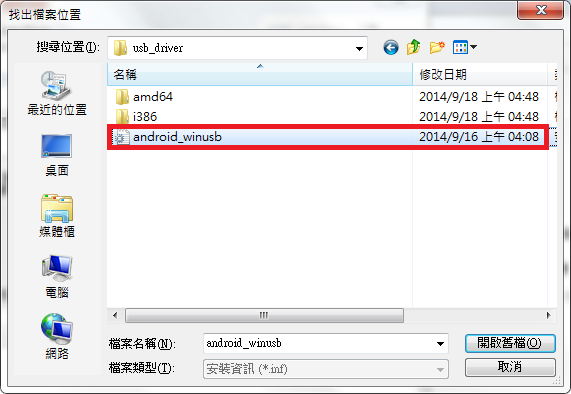 找出檔案位置
搜尋位置(I):
usb_driver
名稱
修改日期
amd64
2014/9/18 上午 04:48
i386
2014/9/18 上午 04:48
android_winusb
2014/9/16 上午 04:08
最近的位置
桌面
媒體櫃
電腦
網路
檔案名稱(N):
android_winusb
開啟舊檔(O)
檔案類型(T):
安裝資訊 (*.inf)
取消